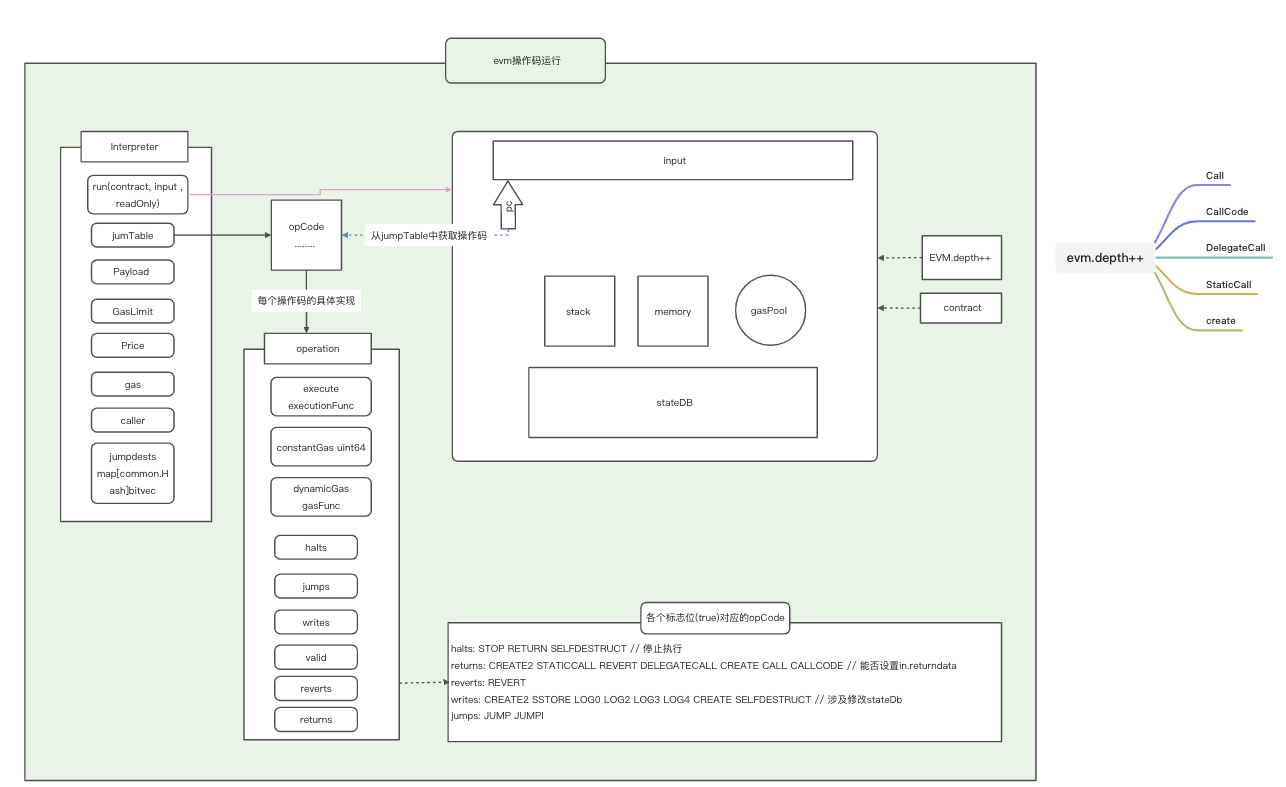 evm操作码运行
Interpreter
run(contract, input ,
readOnly)
jumTable
Payload
GasLimit
Price
gas
caller
jumpdests
map[common.H
ash]bitvec
opCode
........
从jumpTable中获取操作码
每个操作码的具体实现
operation
execute
executionFunc
constantGas uint64
dynamicGas
gasFunc
halts
jumps
writes
valid
reverts
returns
input
pc
stack
memory
gasPool
stateDB
EVM.depth++
contract
各个标志位(true)对应的opCode
halts: STOP RETURN SELFDESTRUCT // 停止执行
returns: CREATE2 STATICCALL REVERT DELEGATECALL CREATE CALL CALLCODE // 能否设置in.returndata
reverts: REVERT
writes: CREATE2 SSTORE LOG0 LOG2 LOG3 LOG4 CREATE SELFDESTRUCT // 涉及修改stateDb
jumps: JUMP JUMPI
evm.depth++
Call
CallCode
DelegateCall
StaticCall
create